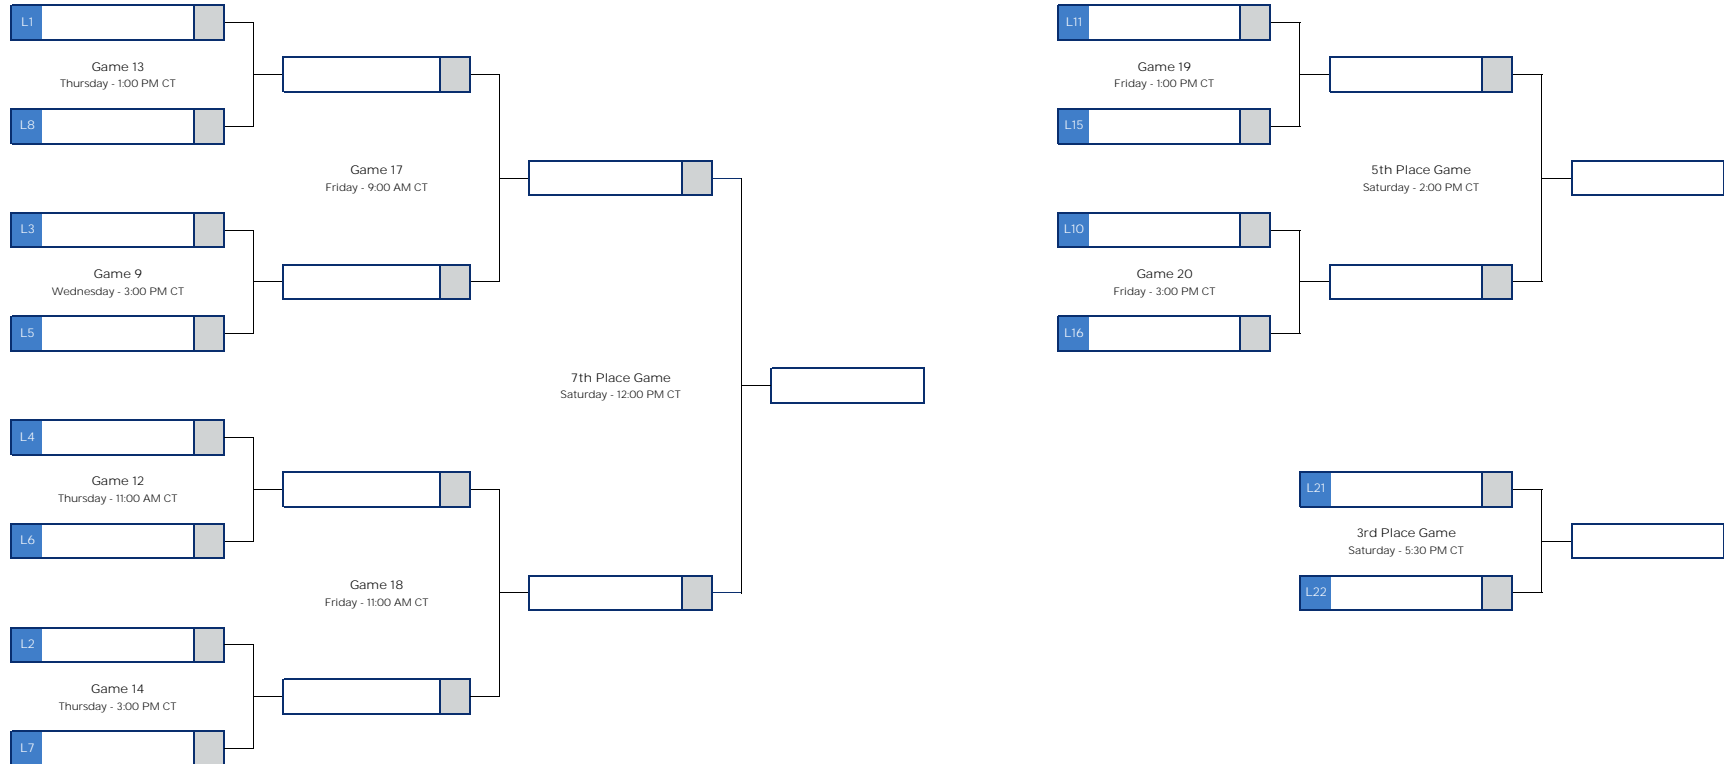 L1
Game 13
Thursday - 1:00 PM CT
L8
Game 17
Friday - 9:00 AM CT
L3
Game 9
Wednesday - 3:00 PM CT
L5
7th Place Game
Saturday - 12:00 PM CT
L4
Game 12
Thursday - 11:00 AM CT
L6
Game 18
Friday - 11:00 AM CT
L2
Game 14
Thursday - 3:00 PM CT
L7
L11
Game 19
Friday - 1:00 PM CT
L15
5th Place Game
Saturday - 2:00 PM CT
L10
Game 20
Friday - 3:00 PM CT
L16
L21
3rd Place Game
Saturday - 5:30 PM CT
L22